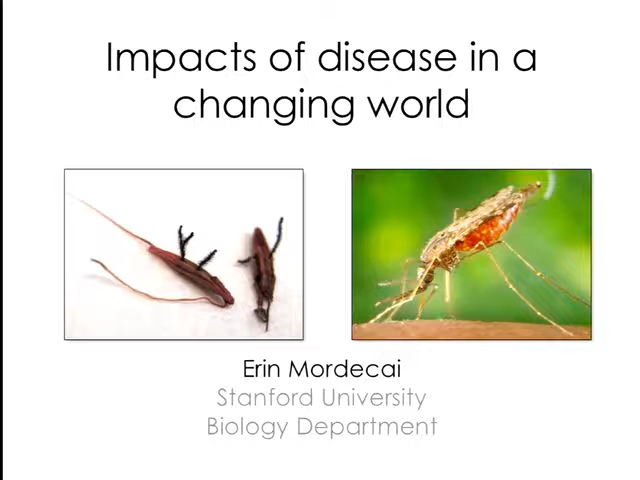 Impacts of disease in a
changing world
Erin Mordecai
Stanford University
Biology Department